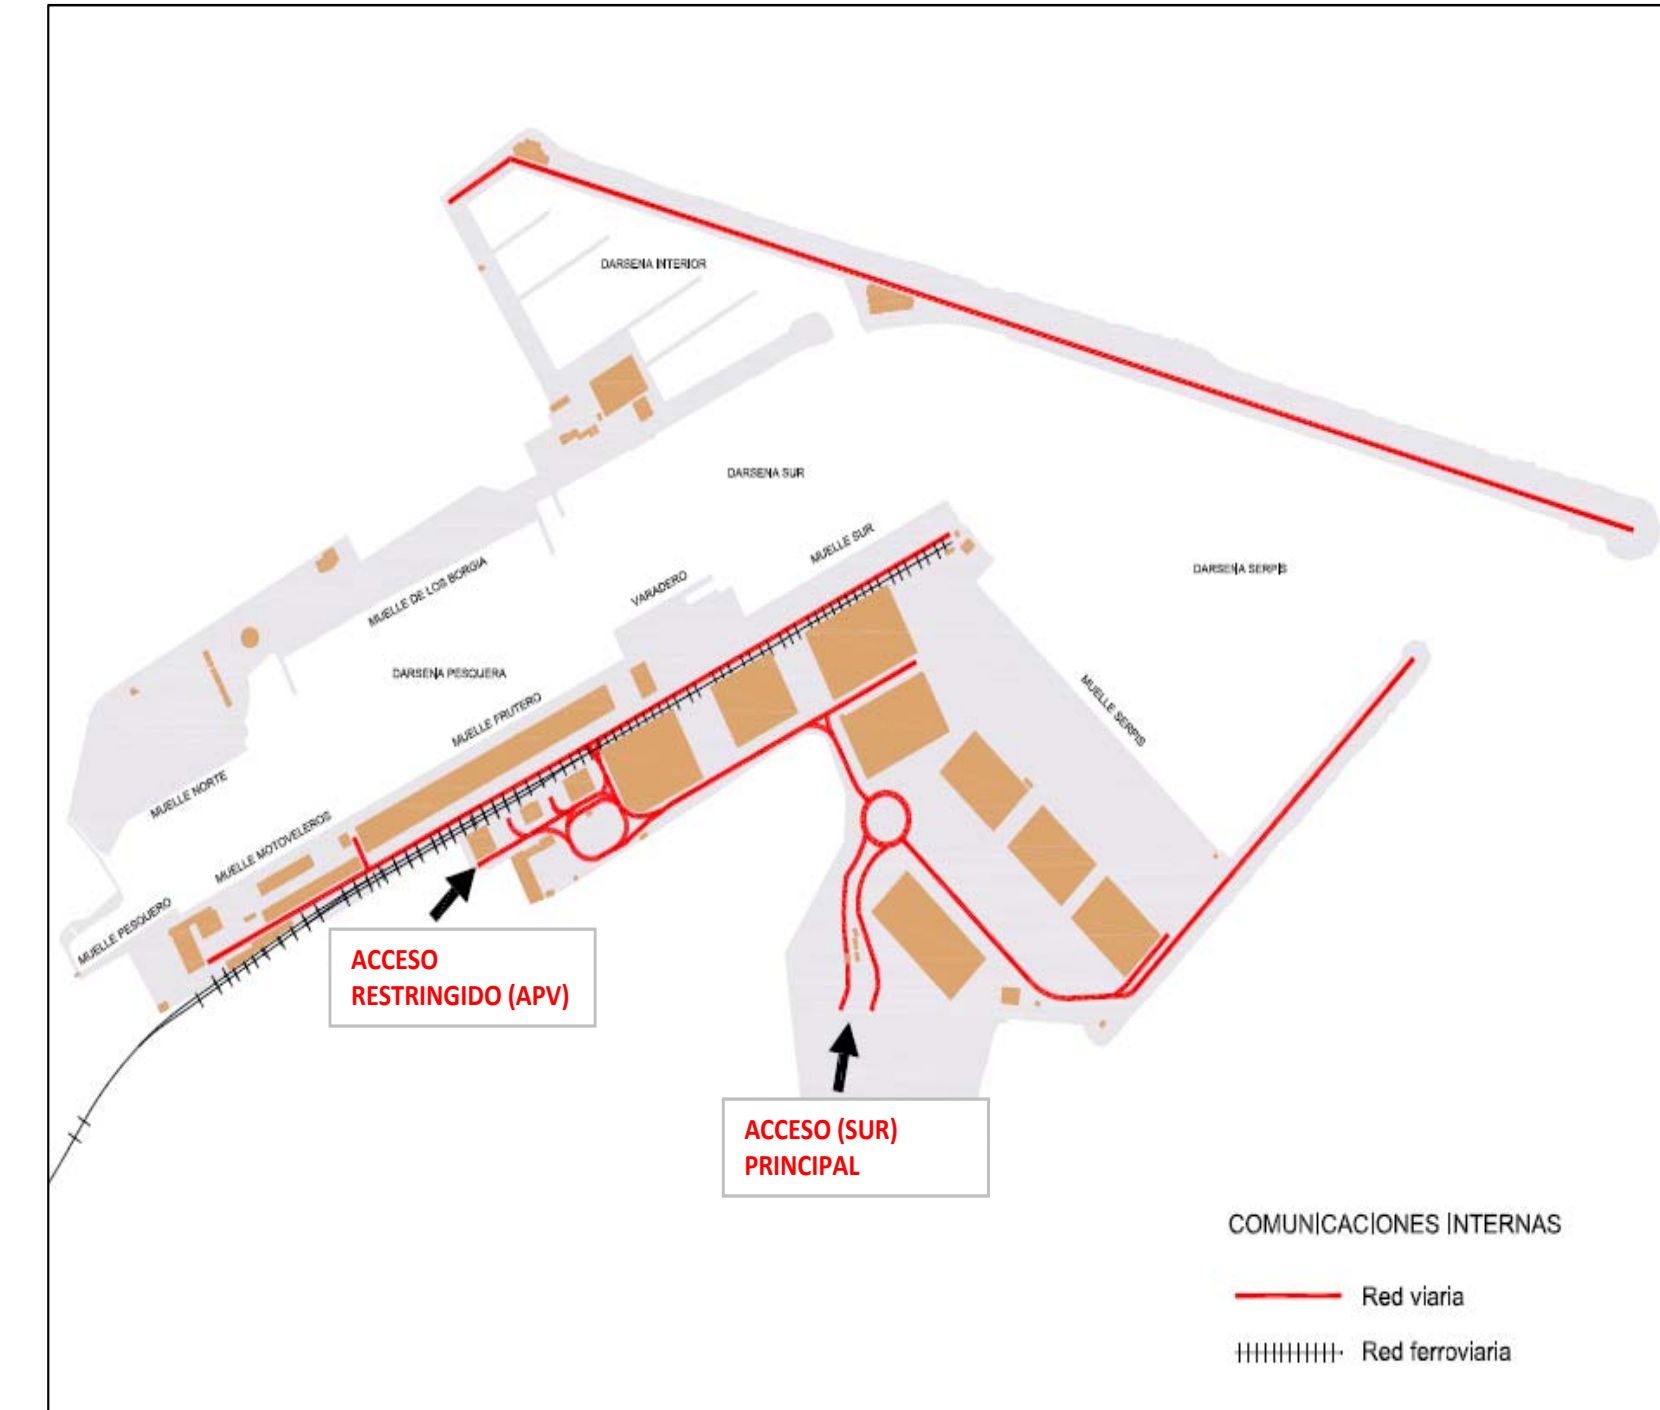 DARSENA INTERIOR
DARSENA SUR
MUELLE SUR
DARSENA SERPIS
MUELLE DE LOS BORGIA
VARADERO
DARSENA PESQUERA
MUELLE FRUTERO
MUELLE SERPIS
MUELLE NORTE
MUELLE MOTOVELEROS
MUELLE PESQUERO
ACCESO
RESTRINGIDO (APV)
ACCESO (SUR)
PRINCIPAL
COMUNICACIONES INTERNAS
Red viaria
Red ferroviaria